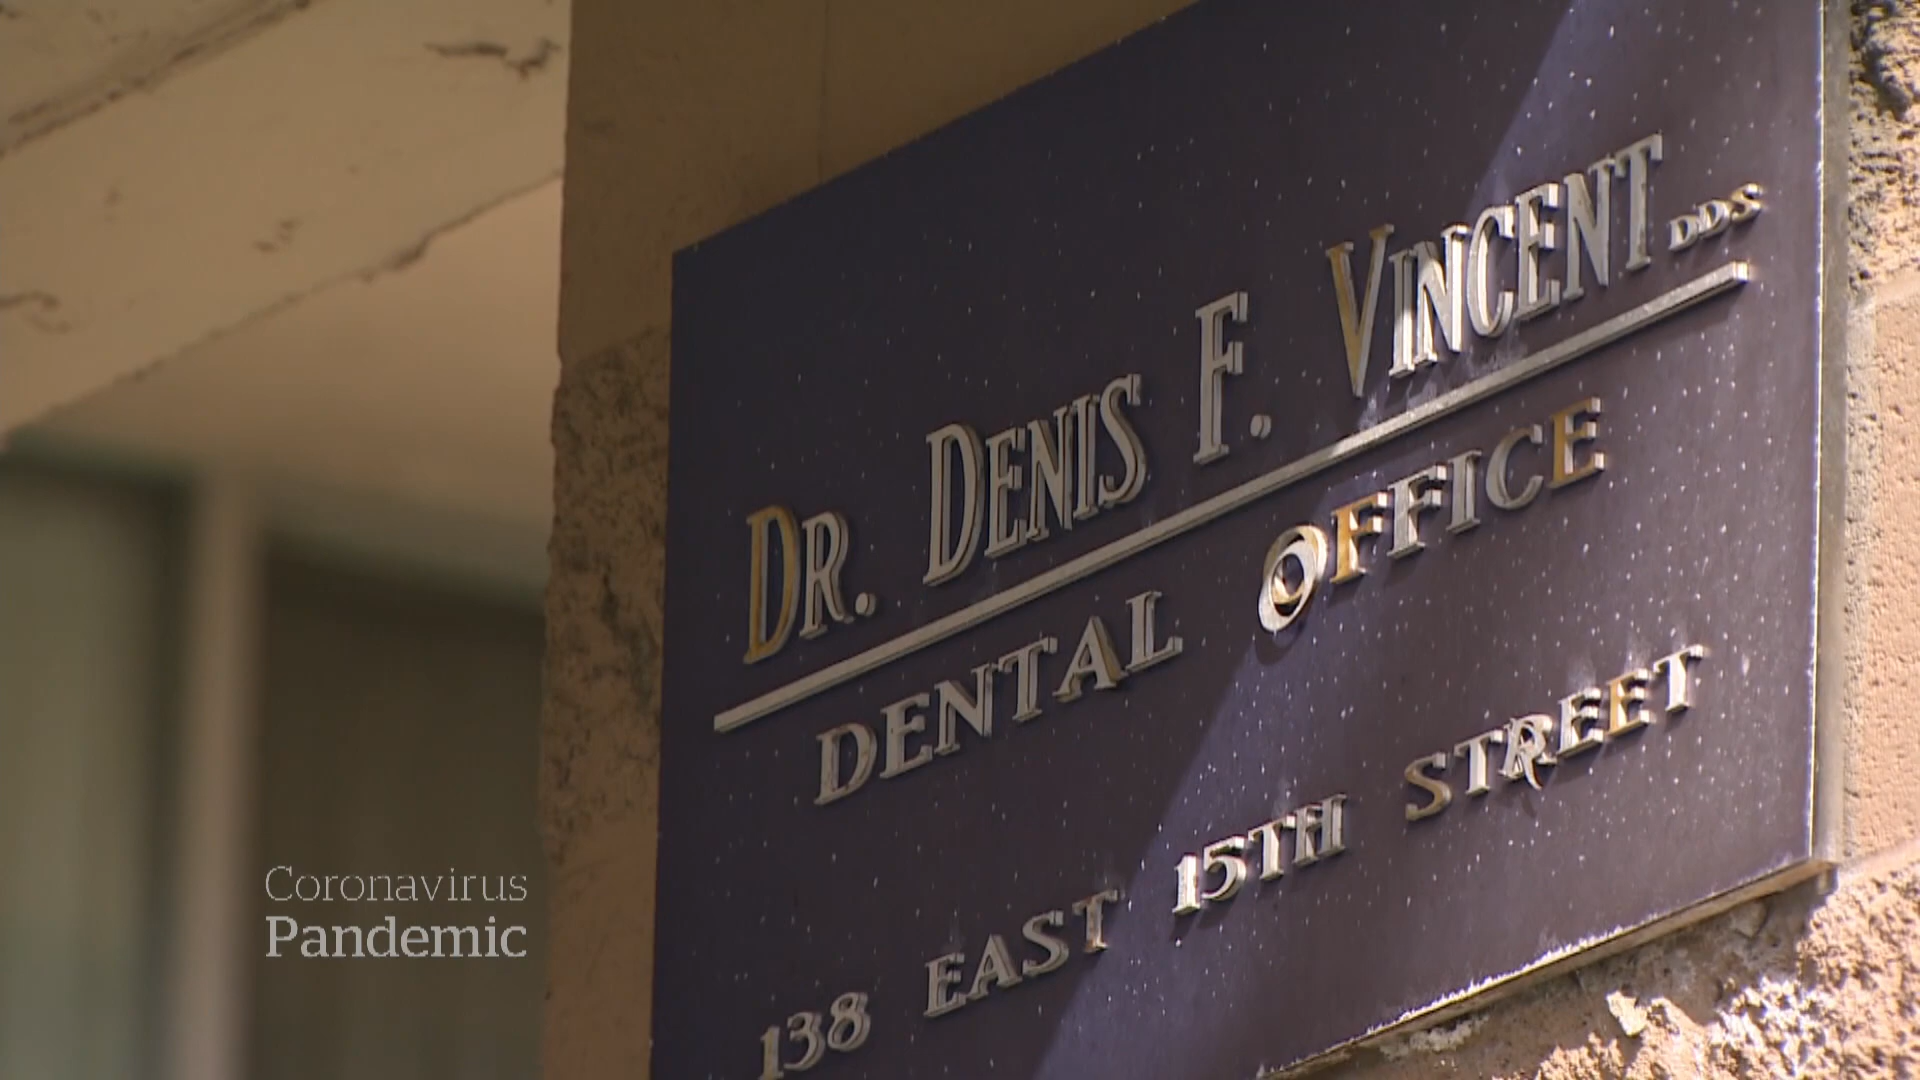 DR. DENIS F. VINCENT DDS
DENTAL OFFICE
138 EAST 15TH STREET
Coronavirus
Pandemic